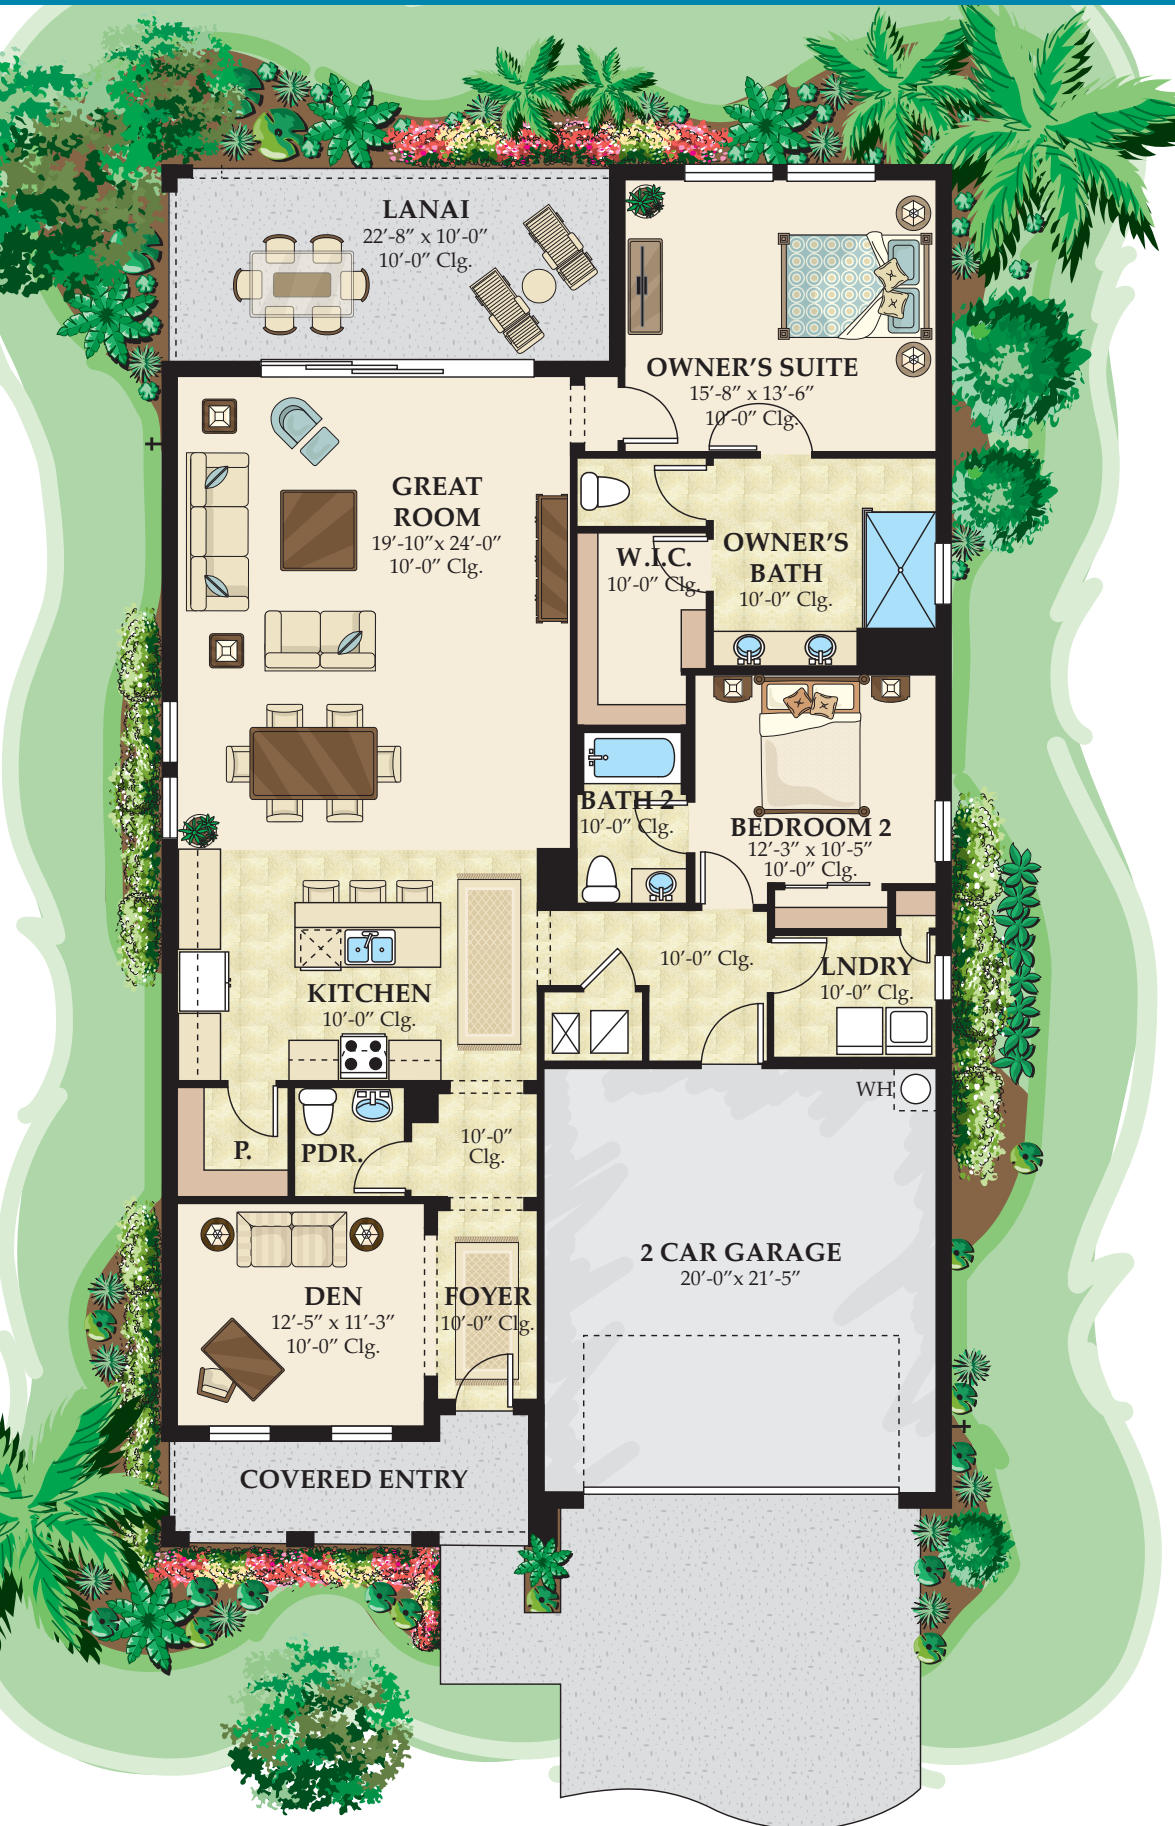 LANAI
22'-8" x 10'-0"
10'-0" Clg.
OWNER'S SUITE
15'-8" x 13'-6"
10'-0" Clg.
GREAT
ROOM
19'-10"x 24'-0"
10'-0" Clg.
W.I.C.
10'-0" Clg.
OWNER'S
BATH
10'-0" Clg.
BATH 2
10'-0" Clg.
BEDROOM 2
12'-3" x 10'-5"
10'-0" Clg.
KITCHEN
10'-0" Clg.
10'-0" Clg.
LNDRY
10'-0" Clg.
WH
P.
PDR.
10'-0"
Clg.
2 CAR GARAGE
20'-0"x 21'-5"
DEN
12'-5" x 11'-3"
10'-0" Clg.
FOYER
10'-0" Clg.
COVERED ENTRY